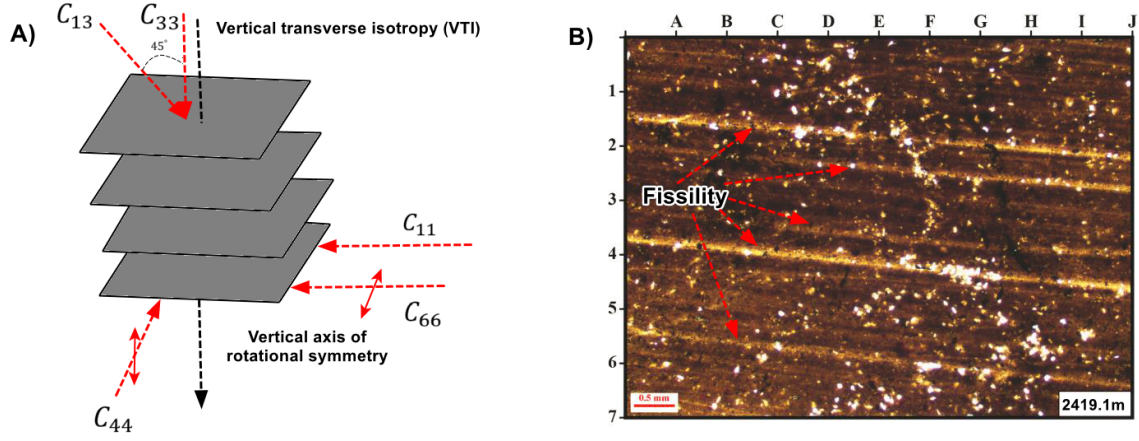 A)
C₁₃
C₃₃
45°
Vertical transverse isotropy (VTI)
C₁₁
C₆₆
Vertical axis of
rotational symmetry
C₄₄
B)
A B C D E F G H I J
1
2
3
4
5
6
7
Fissility
0.5 mm
2419.1m